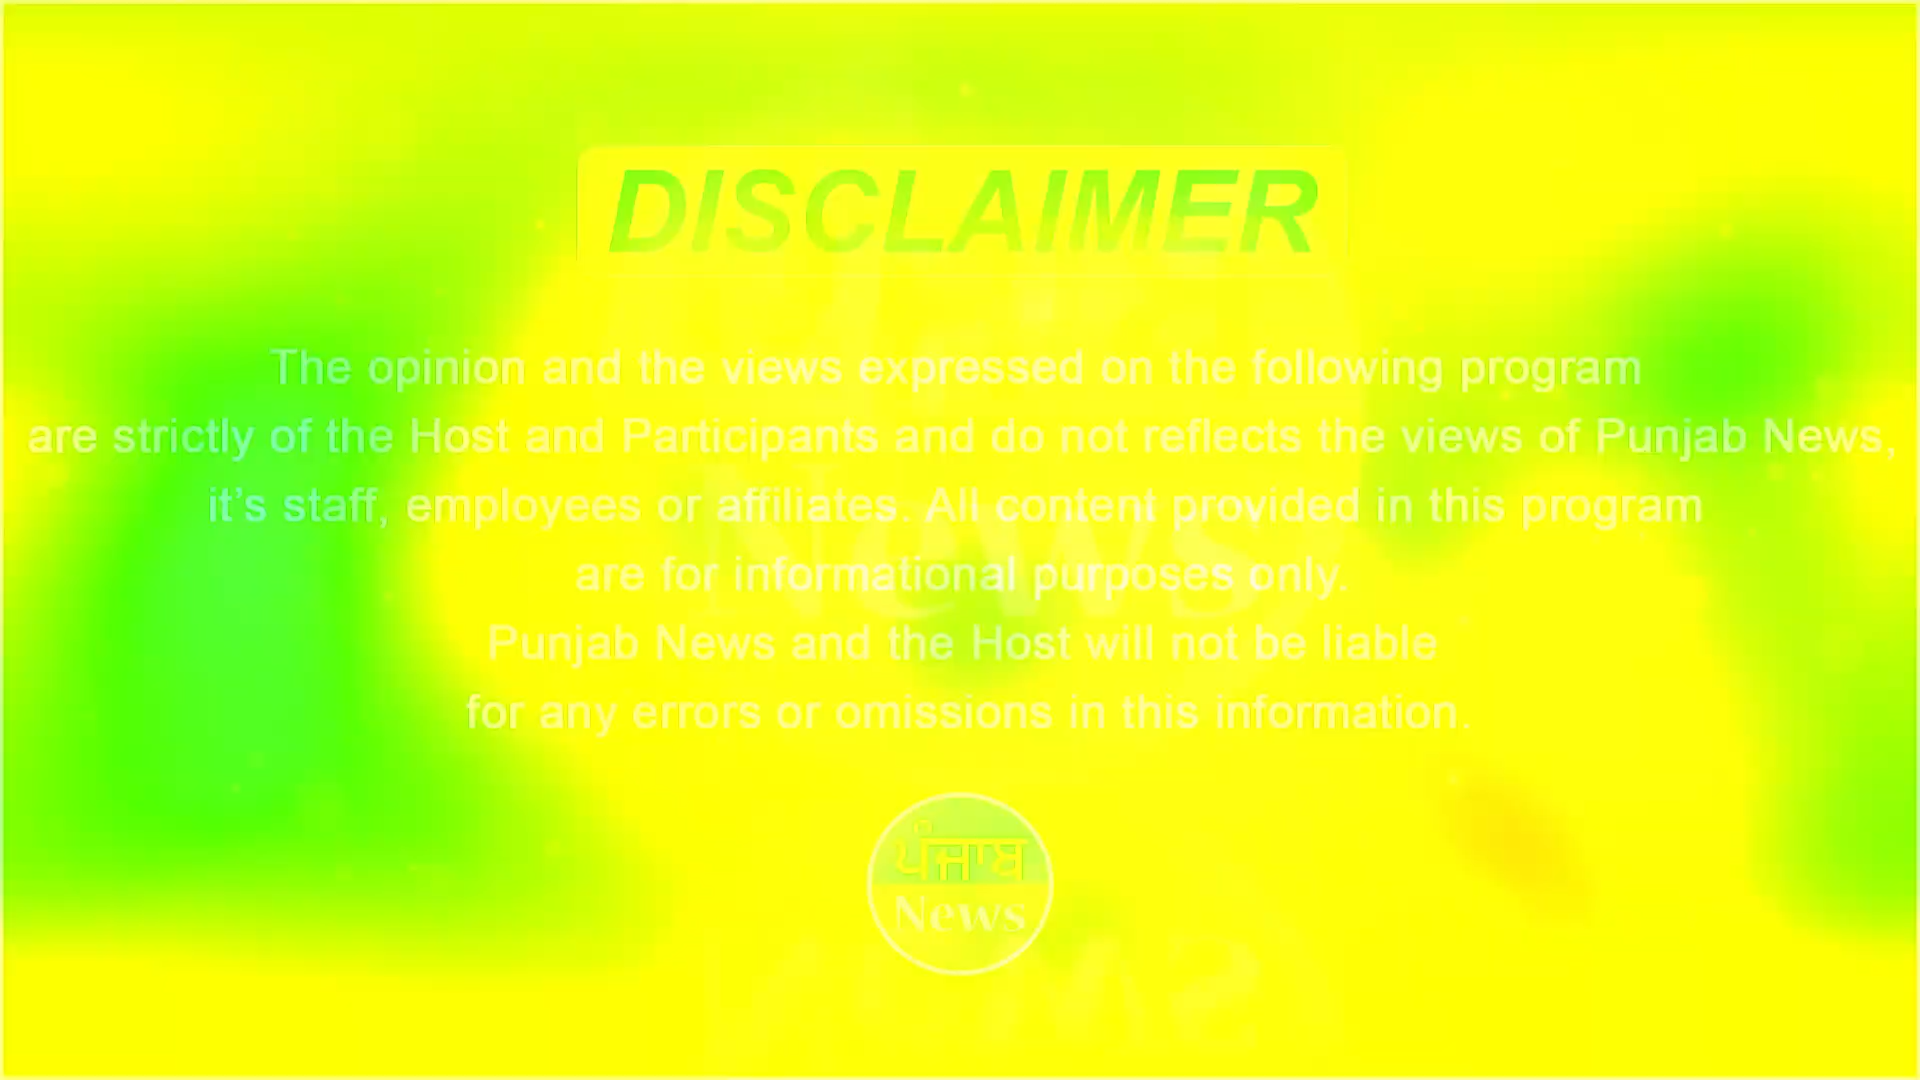 DISCLAIMER
The opinion and the views expressed on the following program
are strictly of the Host and Participants and do not reflects the views of Punjab News,
it’s staff, employees or affiliates. All content provided in this program
are for informational purposes only.
Punjab News and the Host will not be liable
for any errors or omissions in this information.
ਪੰਜਾਬ
News
News